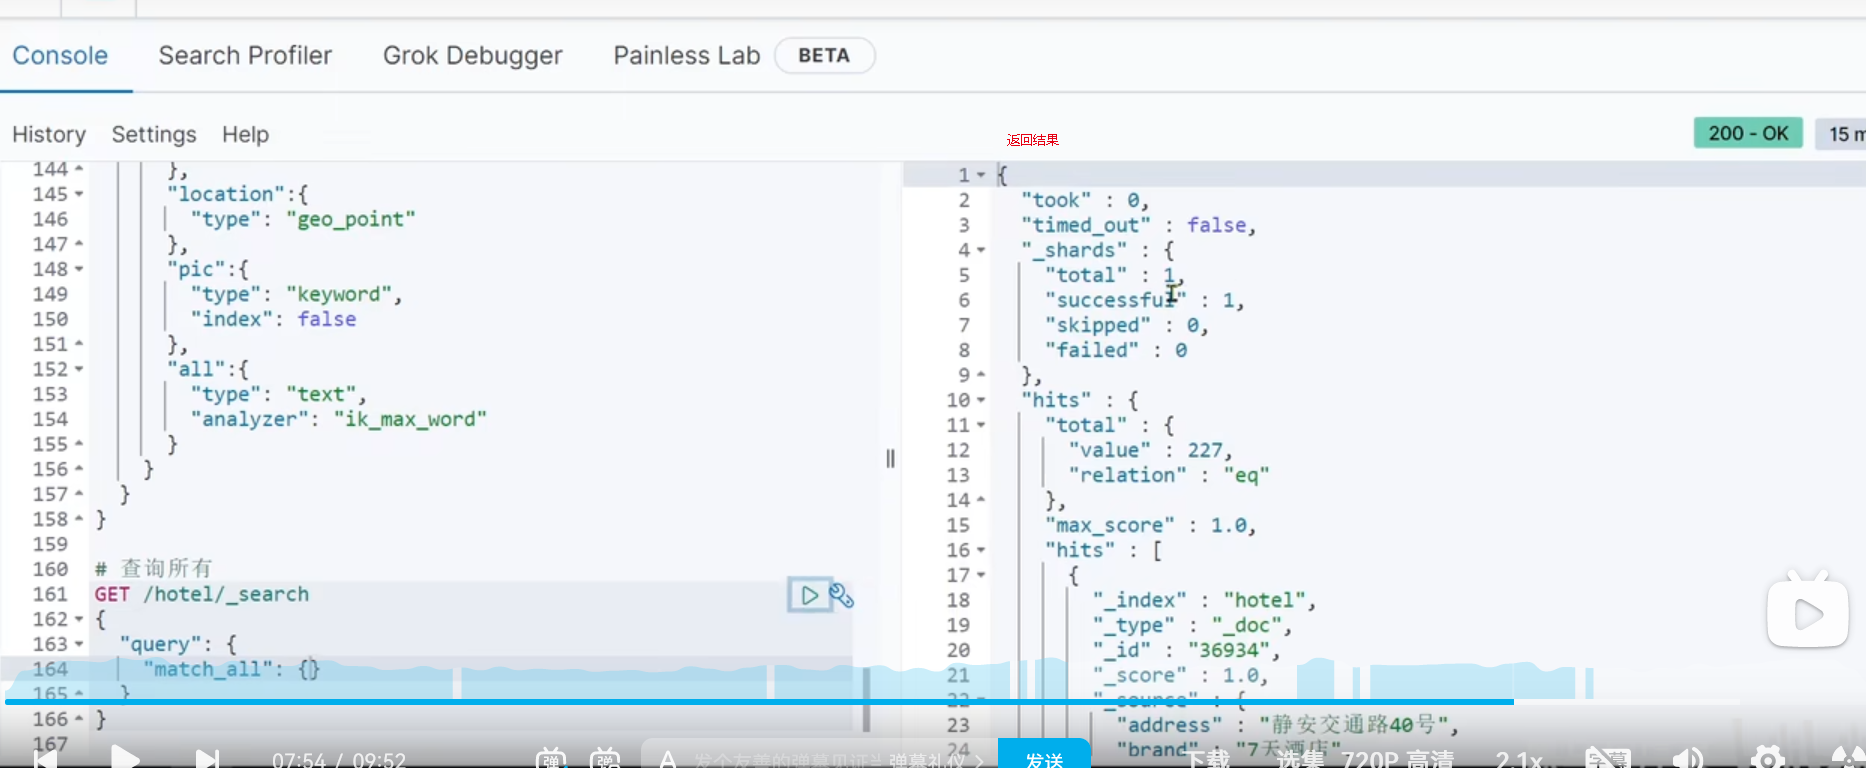 Console Search Profiler Grok Debugger Painless Lab BETA
History Settings Help
返回结果
200 - OK
15 m
144 },
145 "location":{
146 "type": "geo_point"
147 },
148 "pic":{
149 "type": "keyword",
150 "index": false
151 },
152 "all":{
153 "type": "text",
154 "analyzer": "ik_max_word"
155 }
156 }
157 }
158 }
159
160 # 查询所有
161 GET /hotel/_search
162 {
163 "query": {
164 "match_all": {}
165 }
166 }
167
1 {
2 "took" : 0,
3 "timed_out" : false,
4 "_shards" : {
5 "total" : 1,
6 "successful" : 1,
7 "skipped" : 0,
8 "failed" : 0
9 },
10 "hits" : {
11 "total" : {
12 "value" : 227,
13 "relation" : "eq"
14 },
15 "max_score" : 1.0,
16 "hits" : [
17 {
18 "_index" : "hotel",
19 "_type" : "_doc",
20 "_id" : "36934",
21 "_score" : 1.0,
22 "_source" : {
23 "address" : "静安交通路40号",
24 "brand" : "7天酒店"
07:54 / 09:52 弹 弹 A 发个友善的弹幕见证当 弹幕礼仪 > 发送 下载 选集 720P 高清 2.1x 字幕